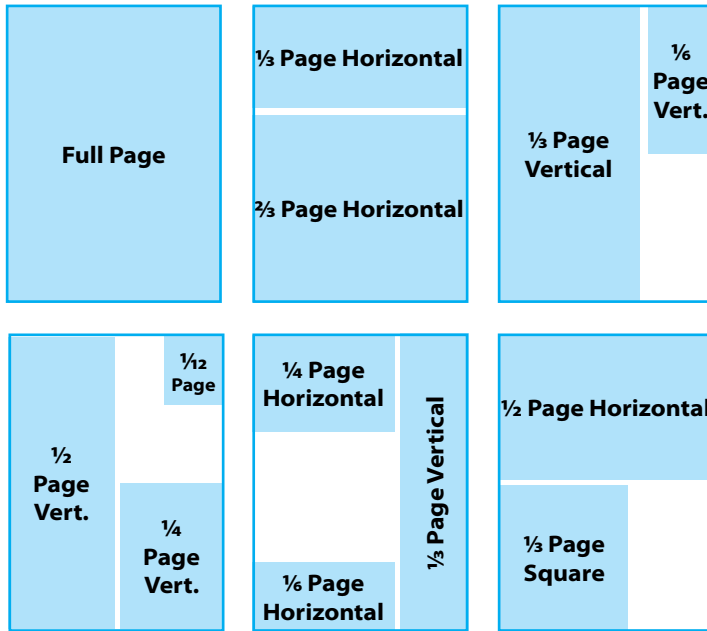 Full Page
⅓ Page Horizontal
⅔ Page Horizontal
⅓ Page
Vertical
⅙
Page
Vert.
½
Page
Vert.
1/12
Page
¼
Page
Vert.
¼ Page
Horizontal
⅙ Page
Horizontal
⅓ Page Vertical
½ Page Horizontal
⅓ Page
Square